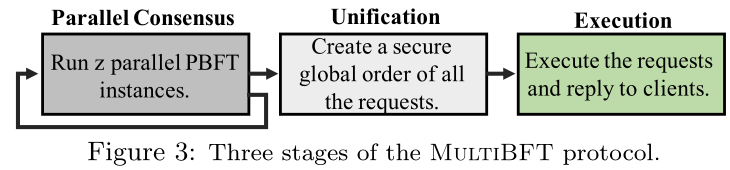 Parallel Consensus
Run z parallel PBFT
instances.
Unification
Create a secure
global order of all
the requests.
Execution
Execute the requests
and reply to clients.
Figure 3: Three stages of the MULTIBFT protocol.